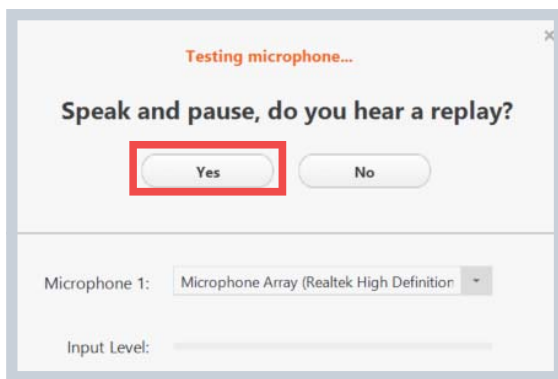 Testing microphone...
Speak and pause, do you hear a replay?
Yes No
Microphone 1: Microphone Array (Realtek High Definition
Input Level: